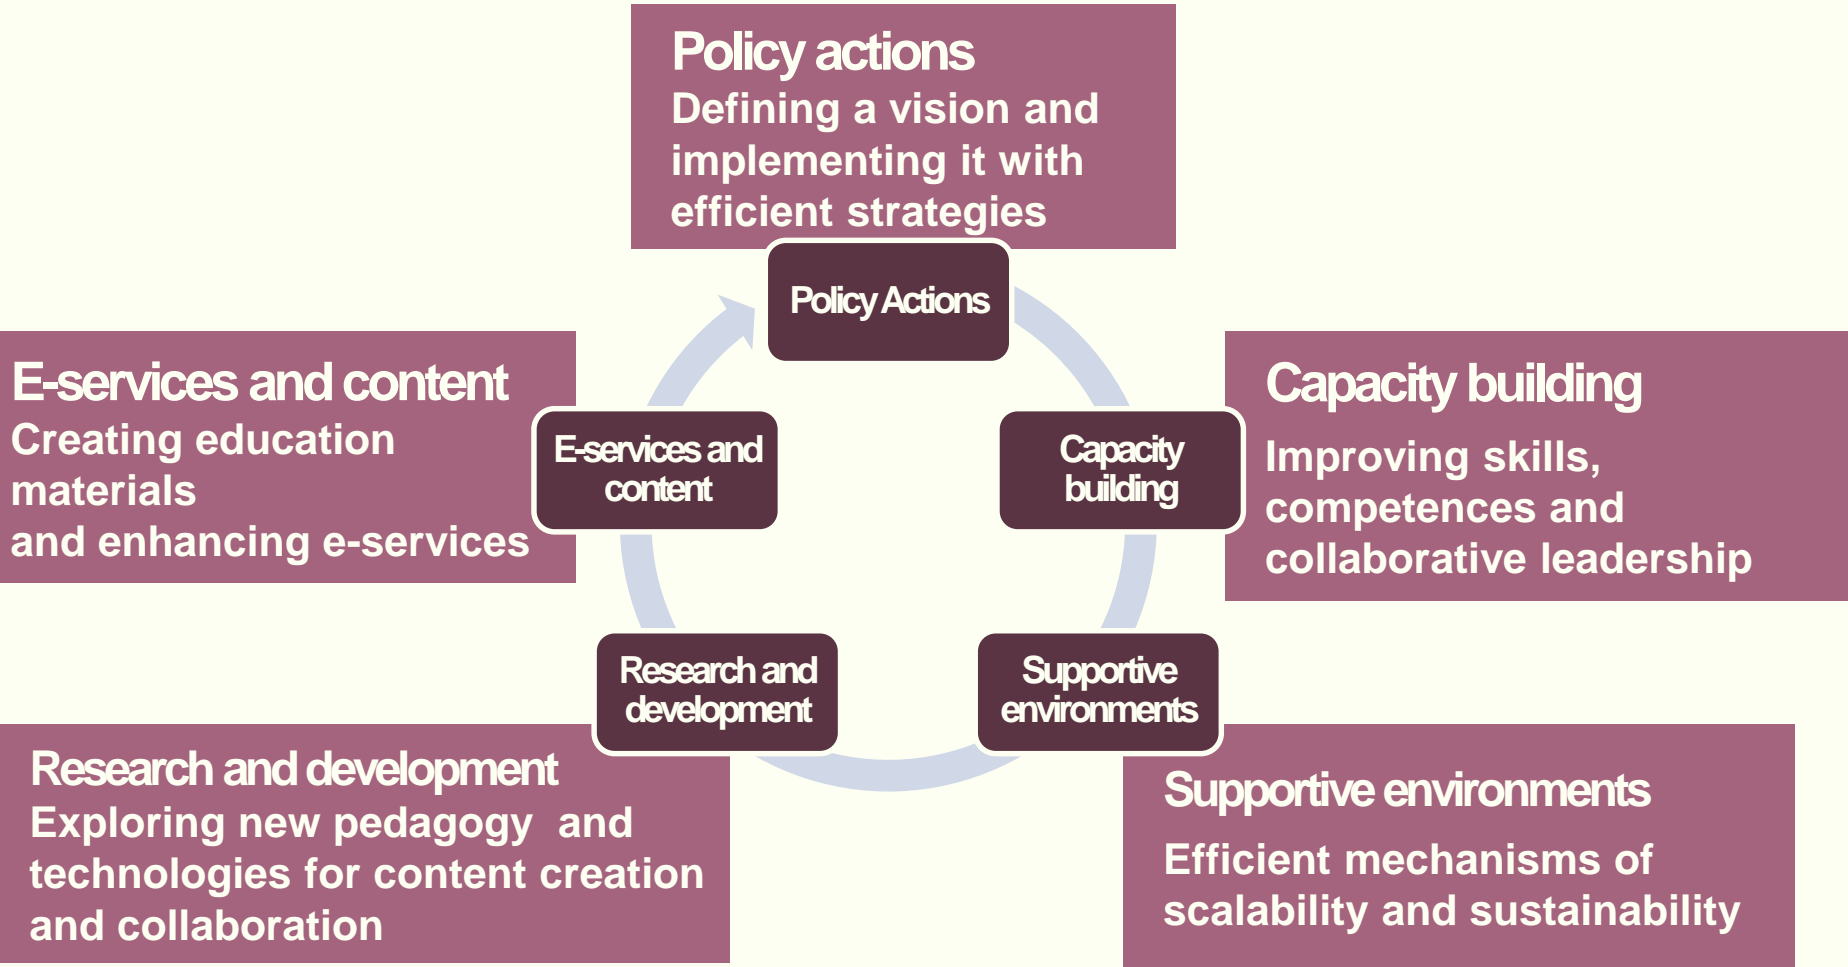 Policy actions
Defining a vision and
implementing it with
efficient strategies
Policy Actions
E-services and content
Creating education
materials
and enhancing e-services
E-services and
content
Capacity
building
Capacity building
Improving skills,
competences and
collaborative leadership
Research and
development
Supportive
environments
Research and development
Exploring new pedagogy  and
technologies for content creation
and collaboration
Supportive environments
Efficient mechanisms of
scalability and sustainability